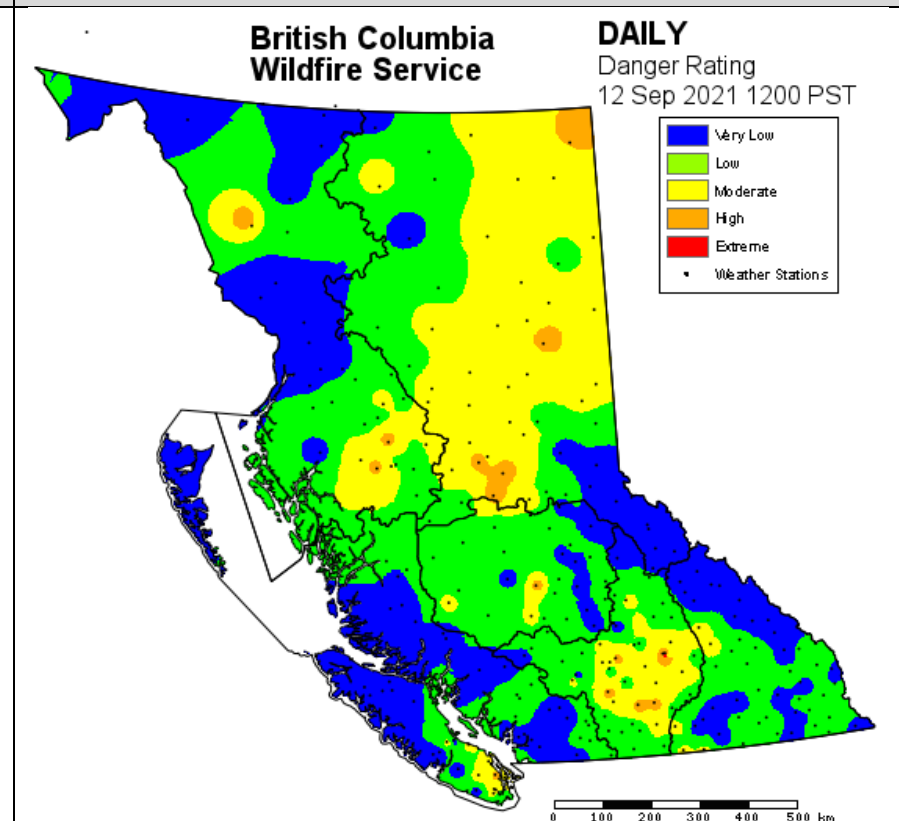 British Columbia
Wildfire Service
DAILY
Danger Rating
12 Sep 2021 1200 PST
Very Low
Low
Moderate
High
Extreme
Weather Stations
0 100 200 300 400 500 km